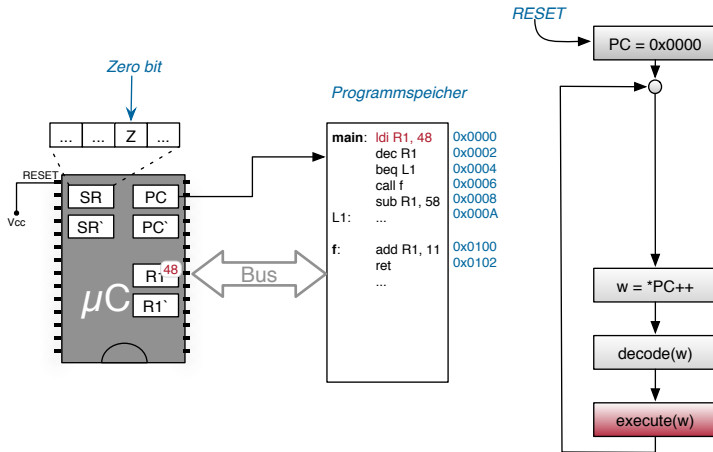 RESET
PC = 0x0000
Zero bit
Programmspeicher
... ... Z ...
main: ldi R1, 48 0x0000
dec R1 0x0002
beq L1 0x0004
call f 0x0006
sub R1, 58 0x0008
L1: ... 0x000A
f: add R1, 11 0x0100
ret 0x0102
...
RESET
Vcc
SR PC
SR` PC`
R1 48
R1`
µC
Bus
w = *PC++
decode(w)
execute(w)